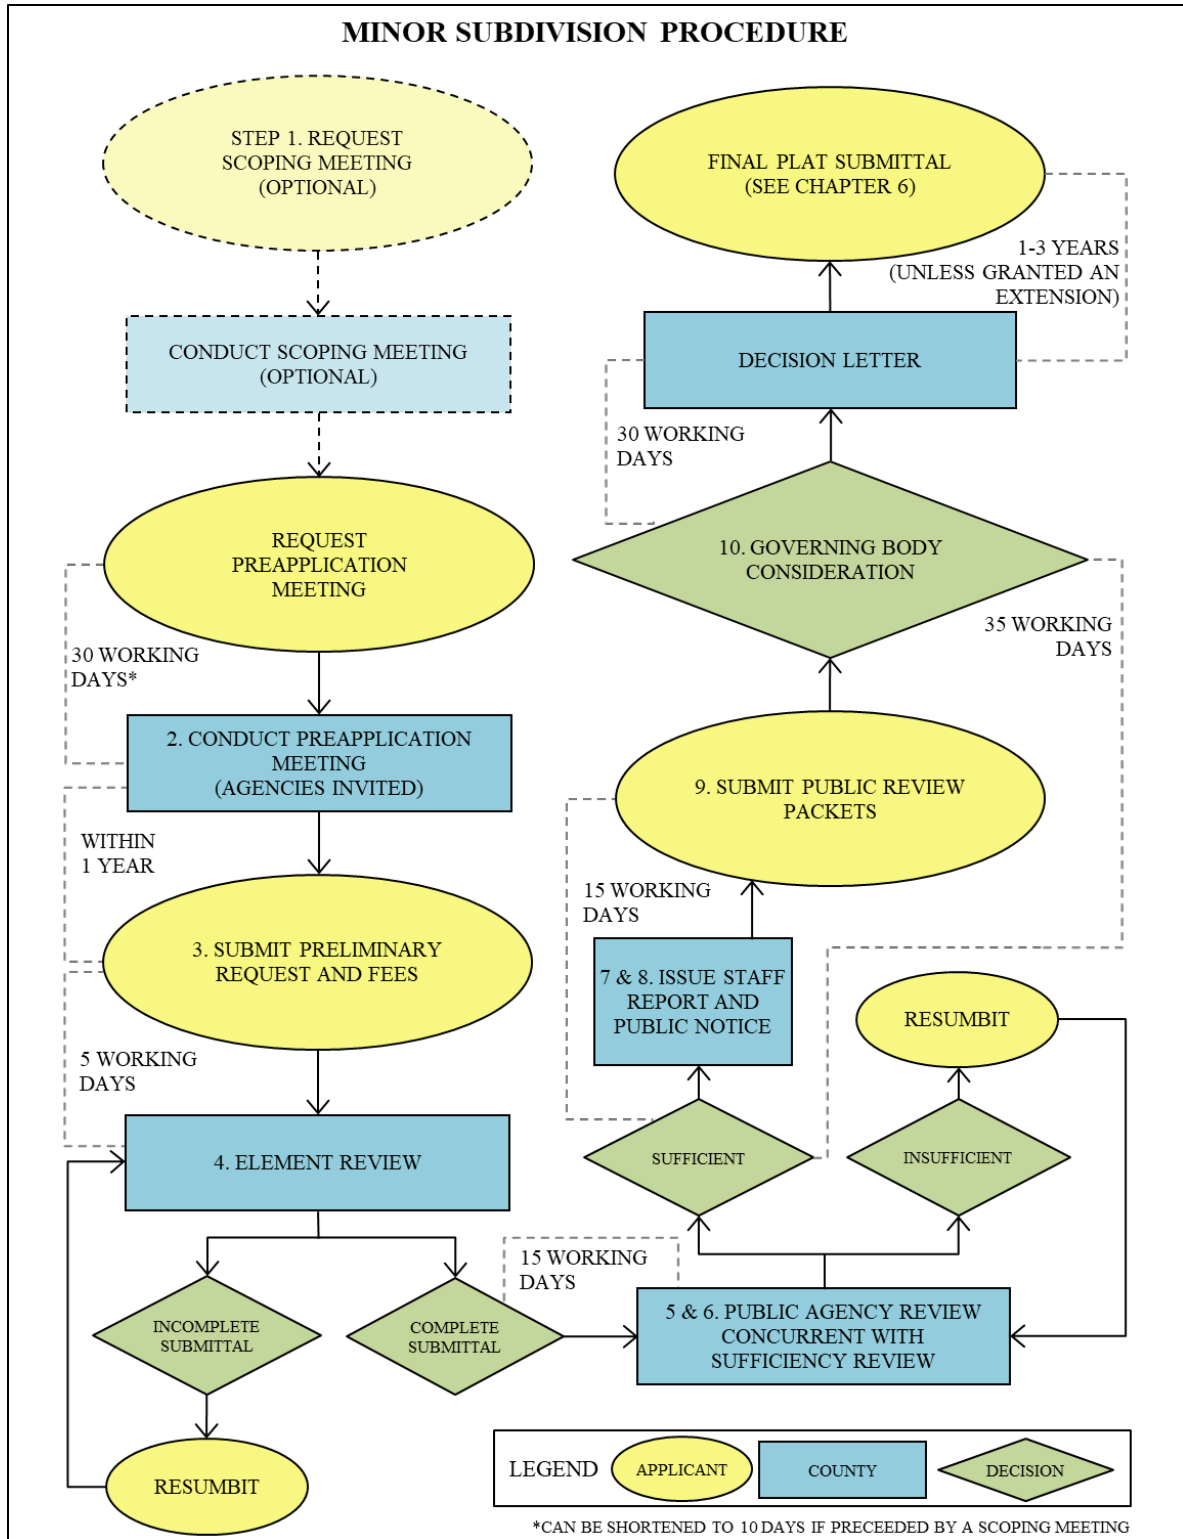 MINOR SUBDIVISION PROCEDURE
STEP 1. REQUEST
SCOPING MEETING
(OPTIONAL)
CONDUCT SCOPING MEETING
(OPTIONAL)
REQUEST
PREAPPLICATION
MEETING
30 WORKING
DAYS*
2. CONDUCT PREAPPLICATION
MEETING
(AGENCIES INVITED)
WITHIN
1 YEAR
3. SUBMIT PRELIMINARY
REQUEST AND FEES
5 WORKING
DAYS
4. ELEMENT REVIEW
INCOMPLETE
SUBMITTAL
RESUMBIT
COMPLETE
SUBMITTAL
15 WORKING
DAYS
5 & 6. PUBLIC AGENCY REVIEW
CONCURRENT WITH
SUFFICIENCY REVIEW
SUFFICIENT
INSUFFICIENT
RESUMBIT
7 & 8. ISSUE STAFF
REPORT AND
PUBLIC NOTICE
15 WORKING
DAYS
9. SUBMIT PUBLIC REVIEW
PACKETS
35 WORKING
DAYS
10. GOVERNING BODY
CONSIDERATION
30 WORKING
DAYS
DECISION LETTER
1-3 YEARS
(UNLESS GRANTED AN
EXTENSION)
FINAL PLAT SUBMITTAL
(SEE CHAPTER 6)
LEGEND
APPLICANT
COUNTY
DECISION
*CAN BE SHORTENED TO 10 DAYS IF PRECEEDED BY A SCOPING MEETING